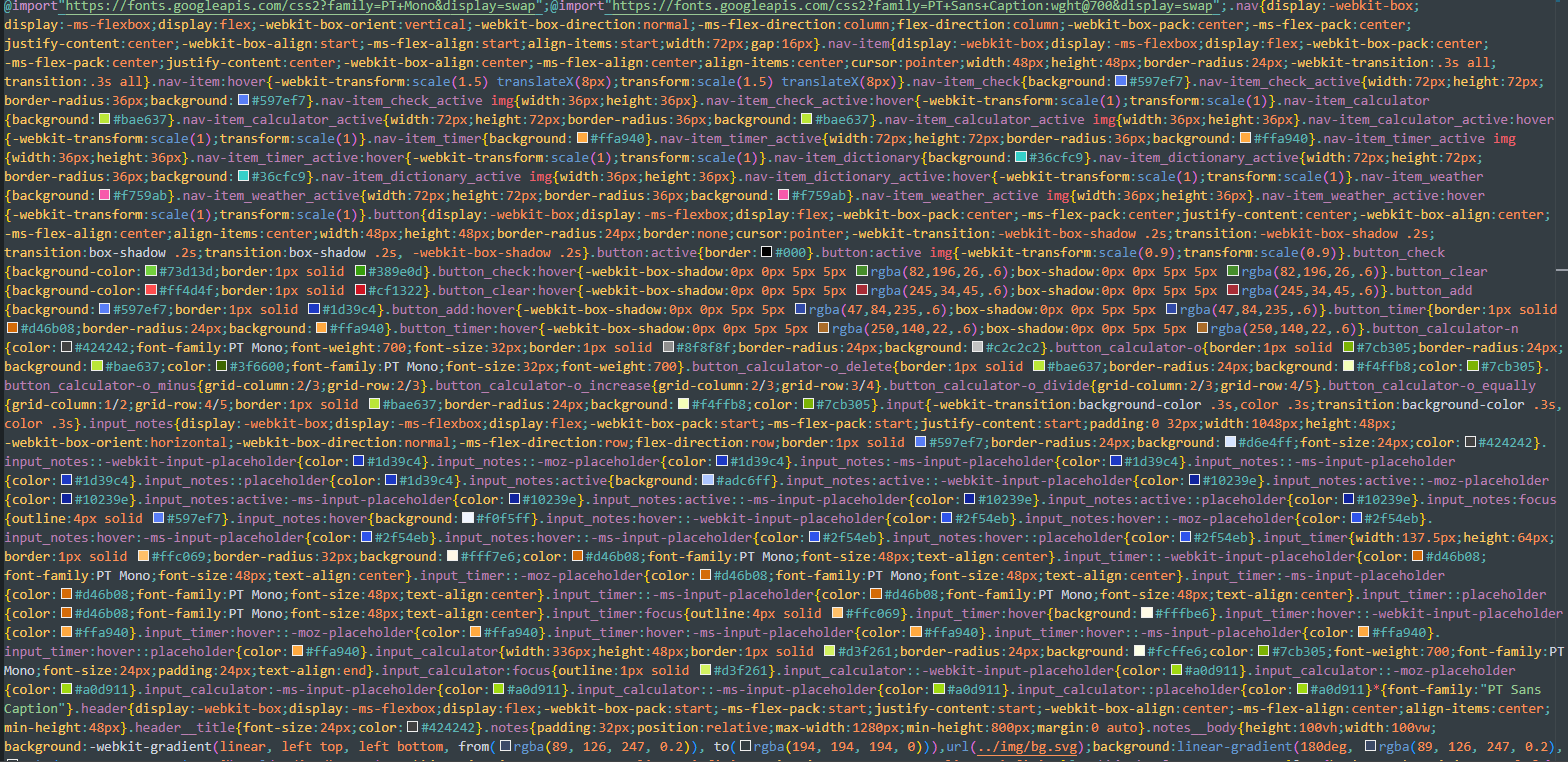 @import"https://fonts.googleapis.com/css2?family=PT+Mono&display=swap";@import"https://fonts.googleapis.com/css2?family=PT+Sans+Caption:wght@700&display=swap";.nav{display:-webkit-box;
display:-ms-flexbox;display:flex;-webkit-box-orient:vertical;-webkit-box-direction:normal;-ms-flex-direction:column;flex-direction:column;-webkit-box-pack:center;-ms-flex-pack:center;
justify-content:center;-webkit-box-align:start;-ms-flex-align:start;align-items:start;width:72px;gap:16px}.nav-item{display:-webkit-box;display:-ms-flexbox;display:flex;-webkit-box-pack:center;
-ms-flex-pack:center;justify-content:center;-webkit-box-align:center;-ms-flex-align:center;align-items:center;cursor:pointer;width:48px;height:48px;border-radius:24px;-webkit-transition:.3s all;
transition:.3s all}.nav-item:hover{-webkit-transform:scale(1.5) translateX(8px);transform:scale(1.5) translateX(8px)}.nav-item_check{background:#597ef7}.nav-item_check_active{width:72px;height:72px;
border-radius:36px;background:#597ef7}.nav-item_check_active img{width:36px;height:36px}.nav-item_check_active:hover{-webkit-transform:scale(1);transform:scale(1)}.nav-item_calculator
{background:#bae637}.nav-item_calculator_active{width:72px;height:72px;border-radius:36px;background:#bae637}.nav-item_calculator_active img{width:36px;height:36px}.nav-item_calculator_active:hover
{-webkit-transform:scale(1);transform:scale(1)}.nav-item_timer{background:#ffa940}.nav-item_timer_active{width:72px;height:72px;border-radius:36px;background:#ffa940}.nav-item_timer_active img
{width:36px;height:36px}.nav-item_timer_active:hover{-webkit-transform:scale(1);transform:scale(1)}.nav-item_dictionary{background:#36cfc9}.nav-item_dictionary_active{width:72px;height:72px;
border-radius:36px;background:#36cfc9}.nav-item_dictionary_active img{width:36px;height:36px}.nav-item_dictionary_active:hover{-webkit-transform:scale(1);transform:scale(1)}.nav-item_weather
{background:#f759ab}.nav-item_weather_active{width:72px;height:72px;border-radius:36px;background:#f759ab}.nav-item_weather_active img{width:36px;height:36px}.nav-item_weather_active:hover
{-webkit-transform:scale(1);transform:scale(1)}.button{display:-webkit-box;display:-ms-flexbox;display:flex;-webkit-box-pack:center;-ms-flex-pack:center;justify-content:center;-webkit-box-align:center;
-ms-flex-align:center;align-items:center;width:48px;height:48px;border-radius:24px;border:none;cursor:pointer;-webkit-transition:-webkit-box-shadow .2s;transition:-webkit-box-shadow .2s;
transition:box-shadow .2s;transition:box-shadow .2s, -webkit-box-shadow .2s}.button:active{border:#000}.button:active img{-webkit-transform:scale(0.9);transform:scale(0.9)}.button_check
{background-color:#73d13d;border:1px solid #389e0d}.button_check:hover{-webkit-box-shadow:0px 0px 5px 5px rgba(82,196,26,.6);box-shadow:0px 0px 5px 5px rgba(82,196,26,.6)}.button_clear
{background-color:#ff4d4f;border:1px solid #cf1322}.button_clear:hover{-webkit-box-shadow:0px 0px 5px 5px rgba(245,34,45,.6);box-shadow:0px 0px 5px 5px rgba(245,34,45,.6)}.button_add
{background-color:#597ef7;border:1px solid #1d39c4}.button_add:hover{-webkit-box-shadow:0px 0px 5px 5px rgba(47,84,235,.6);box-shadow:0px 0px 5px 5px rgba(47,84,235,.6)}.button_timer{border:1px solid
#d46b08;border-radius:24px;background:#ffa940}.button_timer:hover{-webkit-box-shadow:0px 0px 5px 5px rgba(250,140,22,.6);box-shadow:0px 0px 5px 5px rgba(250,140,22,.6)}.button_calculator-n
{color:#424242;font-family:PT Mono;font-weight:700;font-size:32px;border:1px solid #8f8f8f;border-radius:24px;background:#c2c2c2}.button_calculator-o{border:1px solid #7cb305;border-radius:24px;
background:#bae637;color:#3f6600;font-family:PT Mono;font-size:32px;font-weight:700}.button_calculator-o_delete{border:1px solid #bae637;border-radius:24px;background:#f4ffb8;color:#7cb305}.
button_calculator-o_minus{grid-column:2/3;grid-row:2/3}.button_calculator-o_increase{grid-column:2/3;grid-row:3/4}.button_calculator-o_divide{grid-column:2/3;grid-row:4/5}.button_calculator-o_equally
{grid-column:1/2;grid-row:4/5;border:1px solid #bae637;border-radius:24px;background:#f4ffb8;color:#7cb305}.input{-webkit-transition:background-color .3s,color .3s;transition:background-color .3s,
color .3s}.input_notes{display:-webkit-box;display:-ms-flexbox;display:flex;-webkit-box-pack:start;-ms-flex-pack:start;justify-content:start;padding:0 32px;width:1048px;height:48px;
-webkit-box-orient:horizontal;-webkit-box-direction:normal;-ms-flex-direction:row;flex-direction:row;border:1px solid #597ef7;border-radius:24px;background:#d6e4ff;font-size:24px;color:#424242}.
input_notes::-webkit-input-placeholder{color:#1d39c4}.input_notes::-moz-placeholder{color:#1d39c4}.input_notes:-ms-input-placeholder{color:#1d39c4}.input_notes::-ms-input-placeholder
{color:#1d39c4}.input_notes::placeholder{color:#1d39c4}.input_notes:active{background:#adc6ff}.input_notes:active::-webkit-input-placeholder{color:#10239e}.input_notes:active::-moz-placeholder
{color:#10239e}.input_notes:active:-ms-input-placeholder{color:#10239e}.input_notes:active::-ms-input-placeholder{color:#10239e}.input_notes:active::placeholder{color:#10239e}.input_notes:focus
{outline:4px solid #597ef7}.input_notes:hover{background:#f0f5ff}.input_notes:hover::-webkit-input-placeholder{color:#2f54eb}.input_notes:hover::-moz-placeholder{color:#2f54eb}.
input_notes:hover:-ms-input-placeholder{color:#2f54eb}.input_notes:hover::-ms-input-placeholder{color:#2f54eb}.input_notes:hover::placeholder{color:#2f54eb}.input_timer{width:137.5px;height:64px;
border:1px solid #ffc069;border-radius:32px;background:#fff7e6;color:#d46b08;font-family:PT Mono;font-size:48px;text-align:center}.input_timer::-webkit-input-placeholder{color:#d46b08;
font-family:PT Mono;font-size:48px;text-align:center}.input_timer::-moz-placeholder{color:#d46b08;font-family:PT Mono;font-size:48px;text-align:center}.input_timer:-ms-input-placeholder
{color:#d46b08;font-family:PT Mono;font-size:48px;text-align:center}.input_timer::-ms-input-placeholder{color:#d46b08;font-family:PT Mono;font-size:48px;text-align:center}.input_timer::placeholder
{color:#d46b08;font-family:PT Mono;font-size:48px;text-align:center}.input_timer:focus{outline:4px solid #ffc069}.input_timer:hover{background:#fffbe6}.input_timer:hover::-webkit-input-placeholder
{color:#ffa940}.input_timer:hover::-moz-placeholder{color:#ffa940}.input_timer:hover:-ms-input-placeholder{color:#ffa940}.input_timer:hover::-ms-input-placeholder{color:#ffa940}.
input_timer:hover::placeholder{color:#ffa940}.input_calculator{width:336px;height:48px;border:1px solid #d3f261;border-radius:24px;background:#fcffe6;color:#7cb305;font-weight:700;font-family:PT
Mono;font-size:24px;padding:24px;text-align:end}.input_calculator:focus{outline:1px solid #d3f261}.input_calculator::-webkit-input-placeholder{color:#a0d911}.input_calculator::-moz-placeholder
{color:#a0d911}.input_calculator:-ms-input-placeholder{color:#a0d911}.input_calculator::-ms-input-placeholder{color:#a0d911}.input_calculator::placeholder{color:#a0d911}*{font-family:"PT Sans
Caption"}.header{display:-webkit-box;display:-ms-flexbox;display:flex;-webkit-box-pack:start;-ms-flex-pack:start;justify-content:start;-webkit-box-align:center;-ms-flex-align:center;align-items:center;
min-height:48px}.header__title{font-size:24px;color:#424242}.notes{padding:32px;position:relative;max-width:1280px;min-height:800px;margin:0 auto}.notes__body{height:100vh;width:100vw;
background:-webkit-gradient(linear, left top, left bottom, from(rgba(89, 126, 247, 0.2)), to(rgba(194, 194, 194, 0))),url(../img/bg.svg);background:linear-gradient(180deg, rgba(89, 126, 247, 0.2),